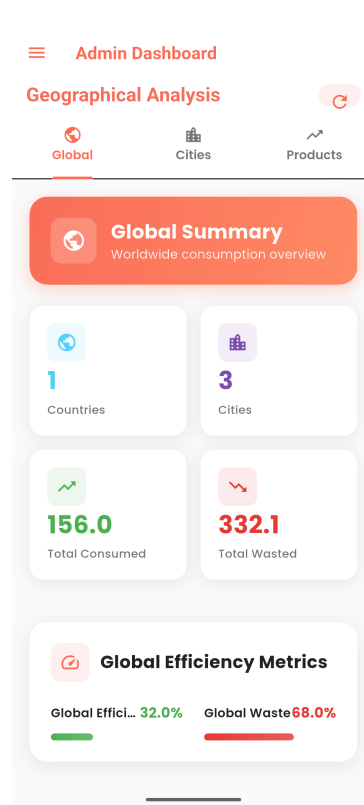 Admin Dashboard
Geographical Analysis
Global Cities Products
Global Summary
Worldwide consumption overview
1 3
Countries Cities
156.0 332.1
Total Consumed Total Wasted
Global Efficiency Metrics
Global Effici... 32.0% Global Waste 68.0%